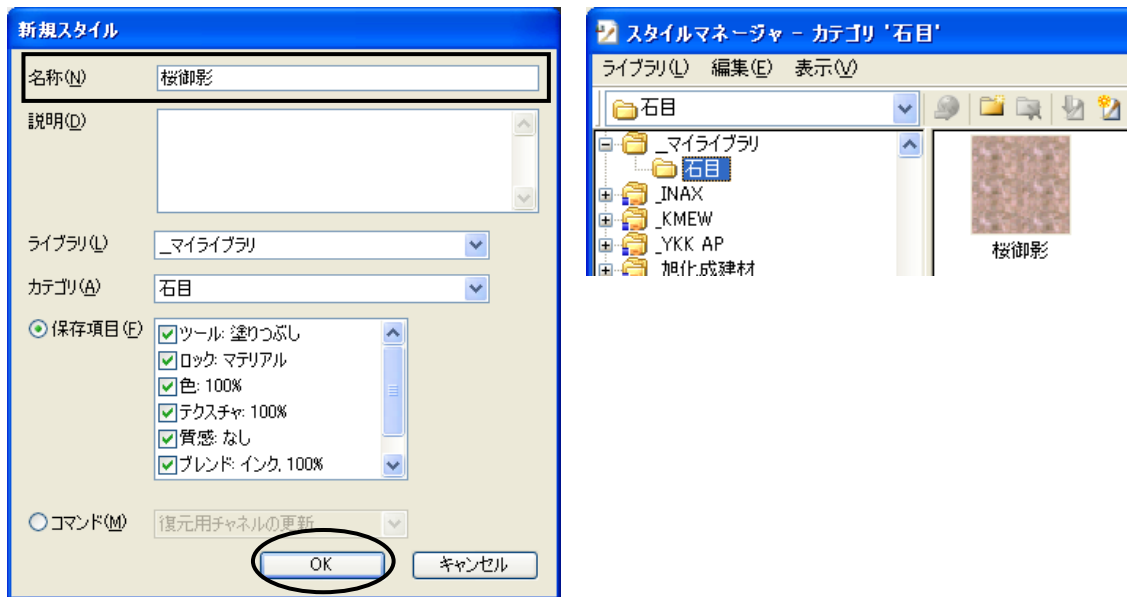 新規スタイル
名称(N) 桜御影
説明(D)
ライブラリ(L) _マイライブラリ
カテゴリ(A) 石目
保存項目(F)
ツール: 塗りつぶし
ロック: マテリアル
色: 100%
テクスチャ: 100%
質感: なし
ブレンド: インク, 100%
コマンド(M) 復元用チャネルの更新
OK キャンセル
スタイルマネージャ - カテゴリ '石目'
ライブラリ(L) 編集(E) 表示(V)
石目
_マイライブラリ
石目
_INAX
_KMEW
_YKK AP
_旭化成建材
桜御影